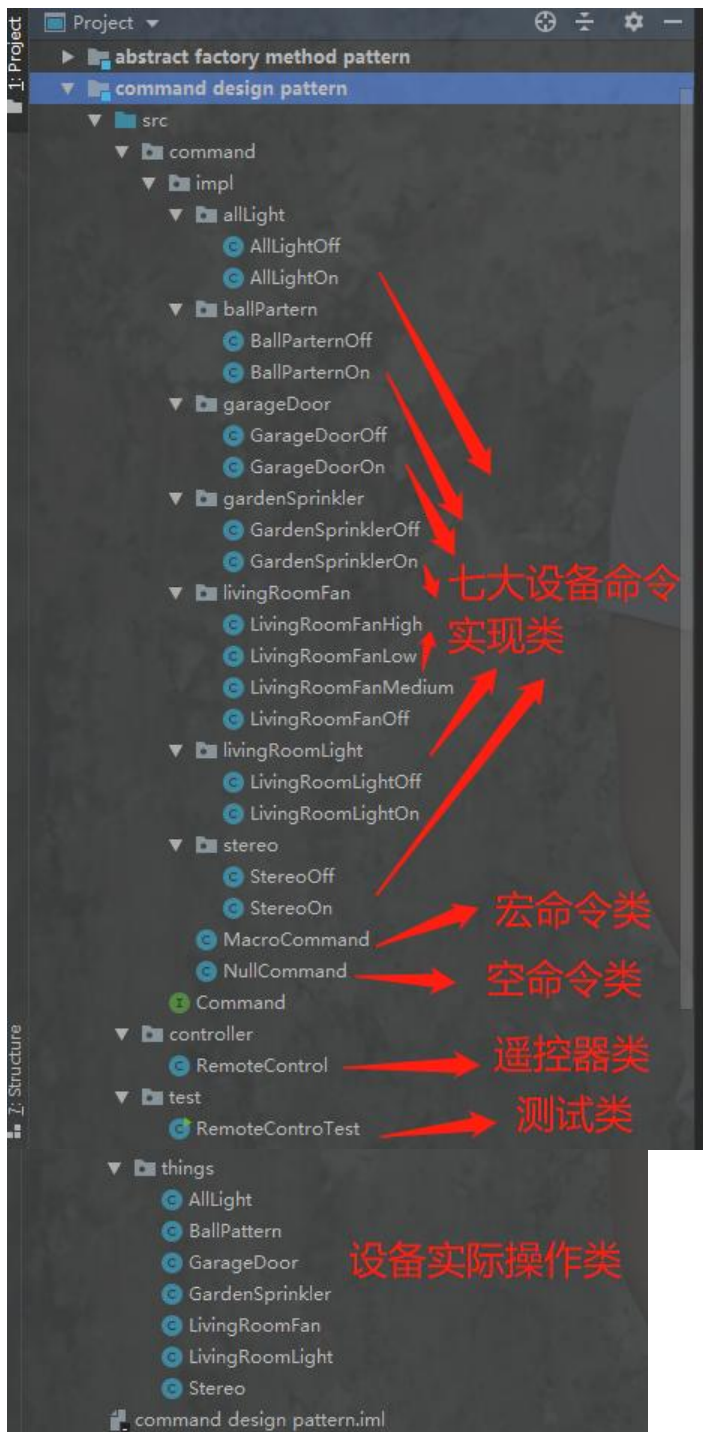 Project
1: Project
abstract factory method pattern
command design pattern
src
command
impl
allLight
AllLightOff
AllLightOn
ballPartern
BallParternOff
BallParternOn
garageDoor
GarageDoorOff
GarageDoorOn
gardenSprinkler
GardenSprinklerOff
GardenSprinklerOn
七大设备命令
实现类
livingRoomFan
LivingRoomFanHigh
LivingRoomFanLow
LivingRoomFanMedium
LivingRoomFanOff
livingRoomLight
LivingRoomLightOff
LivingRoomLightOn
stereo
StereoOff
StereoOn
MacroCommand
宏命令类
NullCommand
空命令类
Command
controller
RemoteControl
遥控器类
test
RemoteControTest
测试类
7: Structure
things
AllLight
BallPattern
GarageDoor
设备实际操作类
GardenSprinkler
LivingRoomFan
LivingRoomLight
Stereo
command design pattern.iml